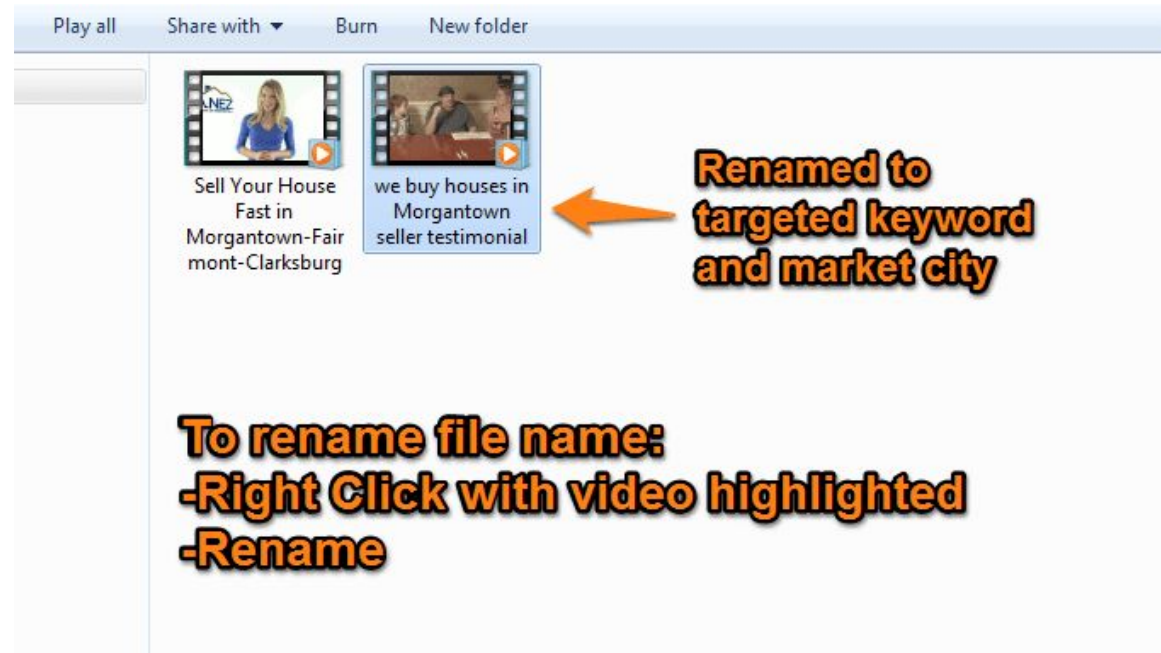 Play all Share with Burn New folder
NEZ
Sell Your House
Fast in
Morgantown-Fair
mont-Clarksburg
we buy houses in
Morgantown
seller testimonial
Renamed to
targeted keyword
and market city
To rename file name:
-Right Click with video highlighted
-Rename